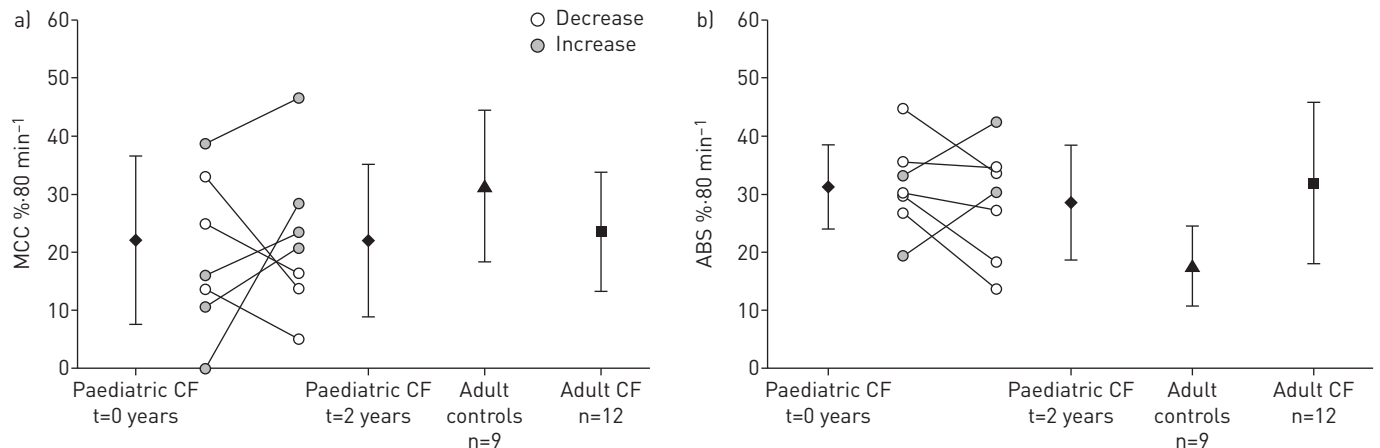 a)
60
50
40
30
20
10
0
MCC %·80 min⁻¹
Decrease
Increase
Paediatric CF
t=0 years
Paediatric CF
t=2 years
Adult
controls
n=9
Adult CF
n=12
b)
60
50
40
30
20
10
0
ABS %·80 min⁻¹
Paediatric CF
t=0 years
Paediatric CF
t=2 years
Adult
controls
n=9
Adult CF
n=12